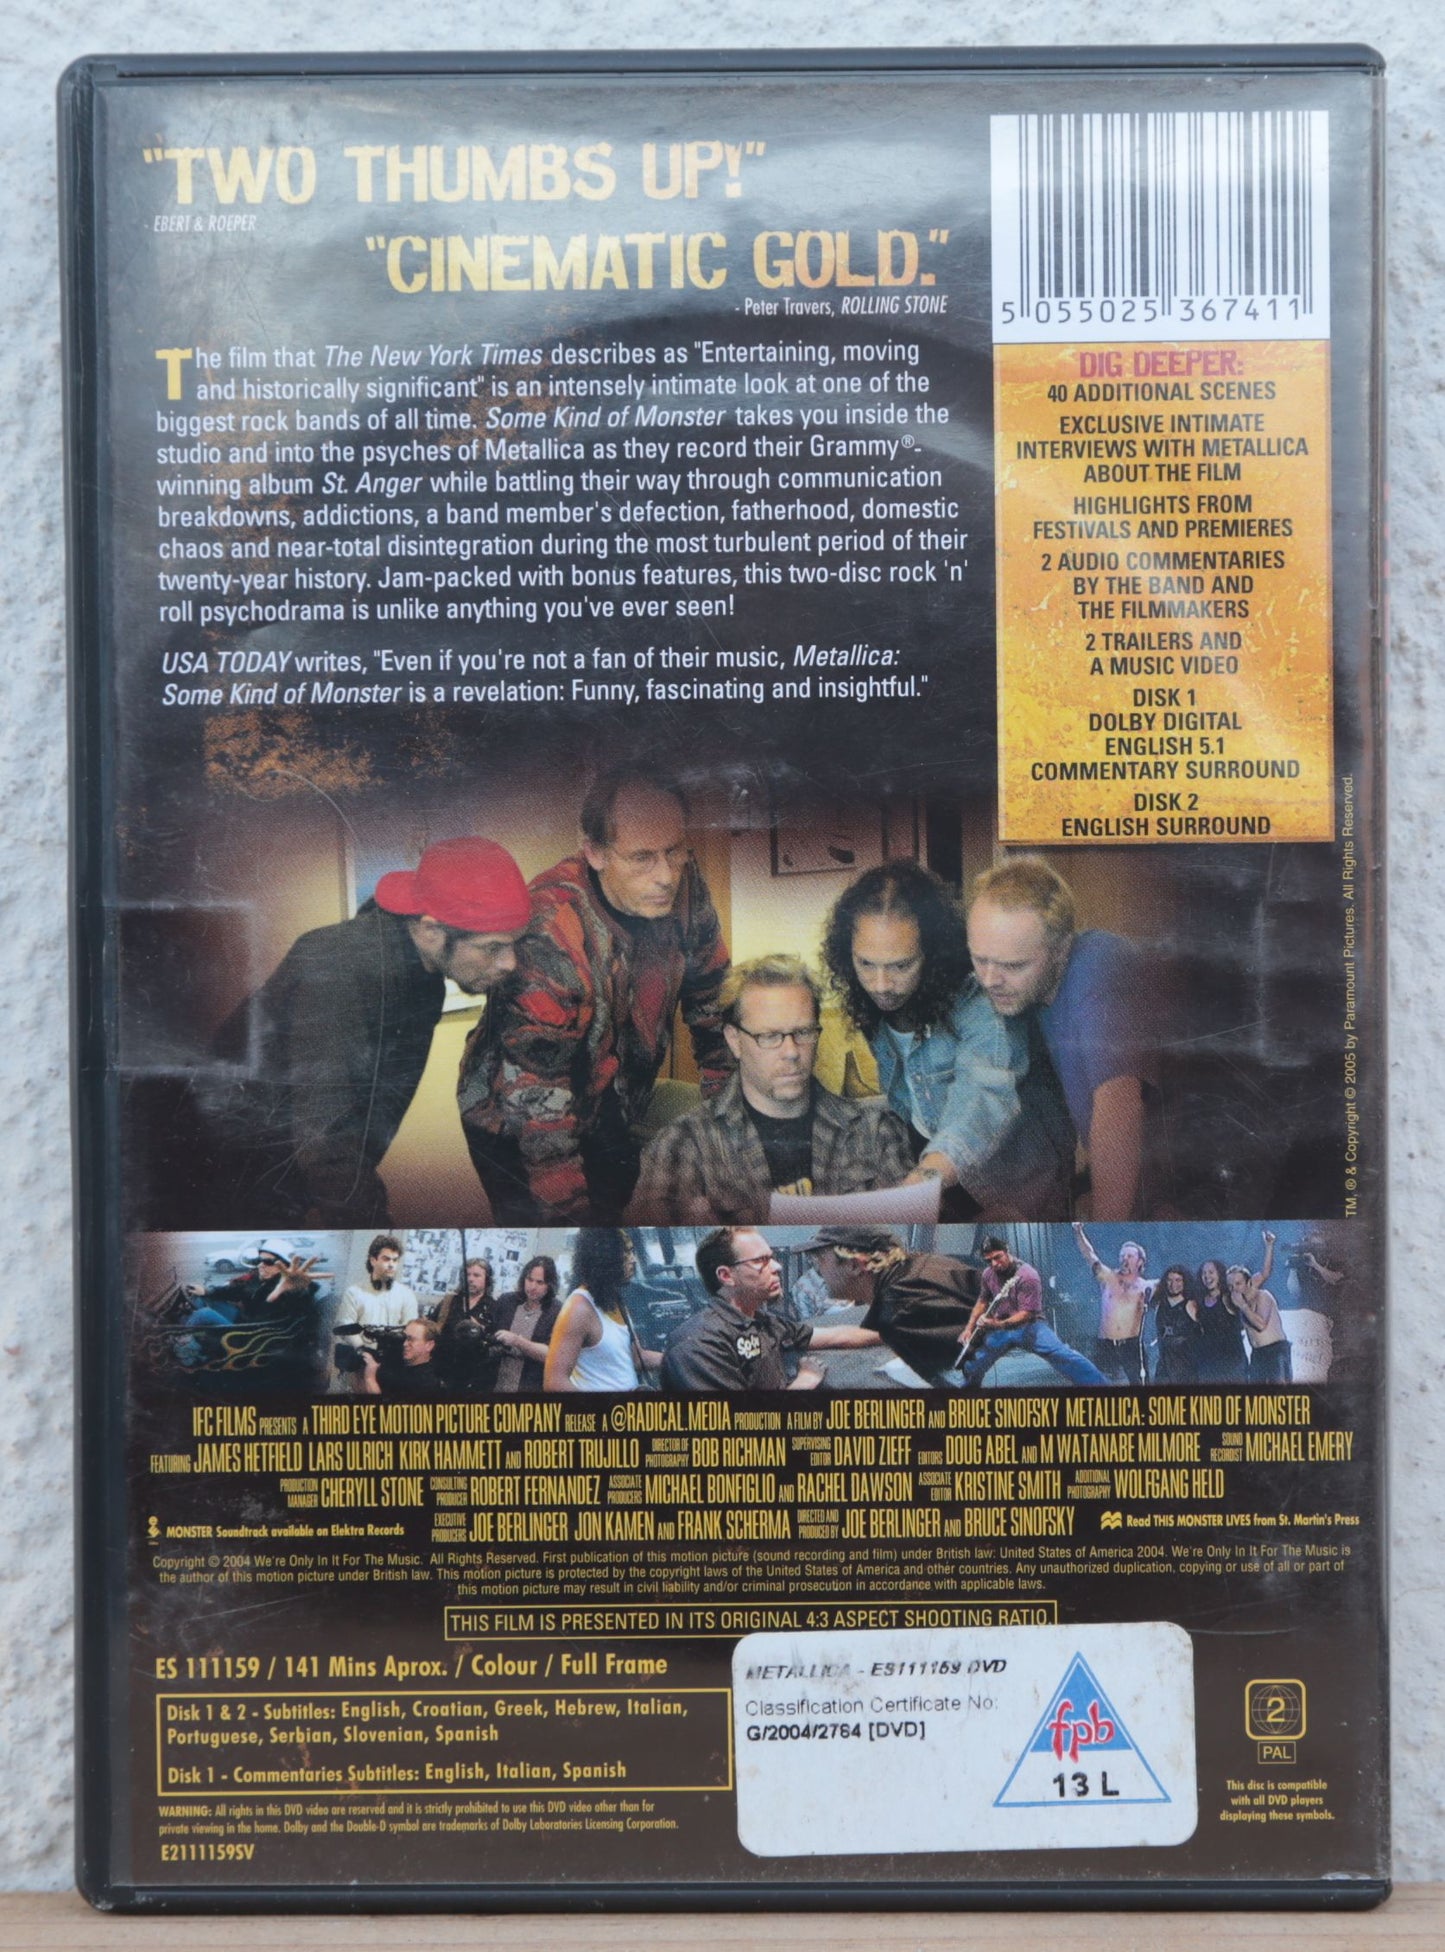 "TWO THUMBS UP!"
- EBERT & ROEPER
"CINEMATIC GOLD."
- Peter Travers, ROLLING STONE
The film that The New York Times describes as "Entertaining, moving
and historically significant" is an intensely intimate look at one of the
biggest rock bands of all time. Some Kind of Monster takes you inside the
studio and into the psyches of Metallica as they record their Grammy®-
winning album St. Anger while battling their way through communication
breakdowns, addictions, a band member's defection, fatherhood, domestic
chaos and near-total disintegration during the most turbulent period of their
twenty-year history. Jam-packed with bonus features, this two-disc rock 'n'
roll psychodrama is unlike anything you've ever seen!
USA TODAY writes, "Even if you're not a fan of their music, Metallica:
Some Kind of Monster is a revelation: Funny, fascinating and insightful."
5 055025 367411
DIG DEEPER:
40 ADDITIONAL SCENES
EXCLUSIVE INTIMATE
INTERVIEWS WITH METALLICA
ABOUT THE FILM
HIGHLIGHTS FROM
FESTIVALS AND PREMIERES
2 AUDIO COMMENTARIES
BY THE BAND AND
THE FILMMAKERS
2 TRAILERS AND
A MUSIC VIDEO
DISK 1
DOLBY DIGITAL
ENGLISH 5.1
COMMENTARY SURROUND
DISK 2
ENGLISH SURROUND
TM, ® & Copyright © 2005 by Paramount Pictures. All Rights Reserved.
IFC FILMS PRESENTS A THIRD EYE MOTION PICTURE COMPANY RELEASE A @RADICAL.MEDIA PRODUCTION A FILM BY JOE BERLINGER AND BRUCE SINOFSKY METALLICA: SOME KIND OF MONSTER
FEATURING JAMES HETFIELD LARS ULRICH KIRK HAMMETT AND ROBERT TRUJILLO DIRECTOR OF PHOTOGRAPHY BOB RICHMAN SUPERVISING EDITOR DAVID ZIEFF EDITORS DOUG ABEL AND M WATANABE MILMORE SOUND RECORDIST MICHAEL EMERY
PRODUCTION MANAGER CHERYLL STONE CONSULTING PRODUCER ROBERT FERNANDEZ ASSOCIATE PRODUCERS MICHAEL BONFIGLIO AND RACHEL DAWSON ASSOCIATE EDITOR KRISTINE SMITH ADDITIONAL PHOTOGRAPHY WOLFGANG HELD
MONSTER Soundtrack available on Elektra Records
EXECUTIVE PRODUCERS JOE BERLINGER JON KAMEN AND FRANK SCHERMA DIRECTED AND PRODUCED BY JOE BERLINGER AND BRUCE SINOFSKY
Read THIS MONSTER LIVES from St. Martin's Press
Copyright © 2004 We're Only In It For The Music. All Rights Reserved. First publication of this motion picture (sound recording and film) under British law: United States of America 2004. We're Only In It For The Music is
the author of this motion picture under British law. This motion picture is protected by the copyright laws of the United States of America and other countries. Any unauthorized duplication, copying or use of all or part of
this motion picture may result in civil liability and/or criminal prosecution in accordance with applicable laws.
THIS FILM IS PRESENTED IN ITS ORIGINAL 4:3 ASPECT SHOOTING RATIO.
ES 111159 / 141 Mins Aprox. / Colour / Full Frame
Disk 1 & 2 - Subtitles: English, Croatian, Greek, Hebrew, Italian,
Portuguese, Serbian, Slovenian, Spanish
Disk 1 - Commentaries Subtitles: English, Italian, Spanish
WARNING: All rights in this DVD video are reserved and it is strictly prohibited to use this DVD video other than for
private viewing in the home. Dolby and the Double-D symbol are trademarks of Dolby Laboratories Licensing Corporation.
E2111159SV
METALLICA - ES111159 DVD
Classification Certificate No:
G/2004/2764 [DVD]
fpb
13 L
2
PAL
This disc is compatible
with all DVD players
displaying these symbols.